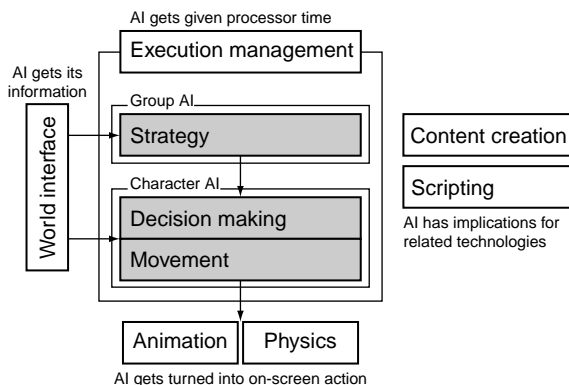 AI gets given processor time
Execution management
AI gets its
information
World interface
Group AI
Strategy
Character AI
Decision making
Movement
Content creation
Scripting
AI has implications for
related technologies
Animation
Physics
AI gets turned into on-screen action